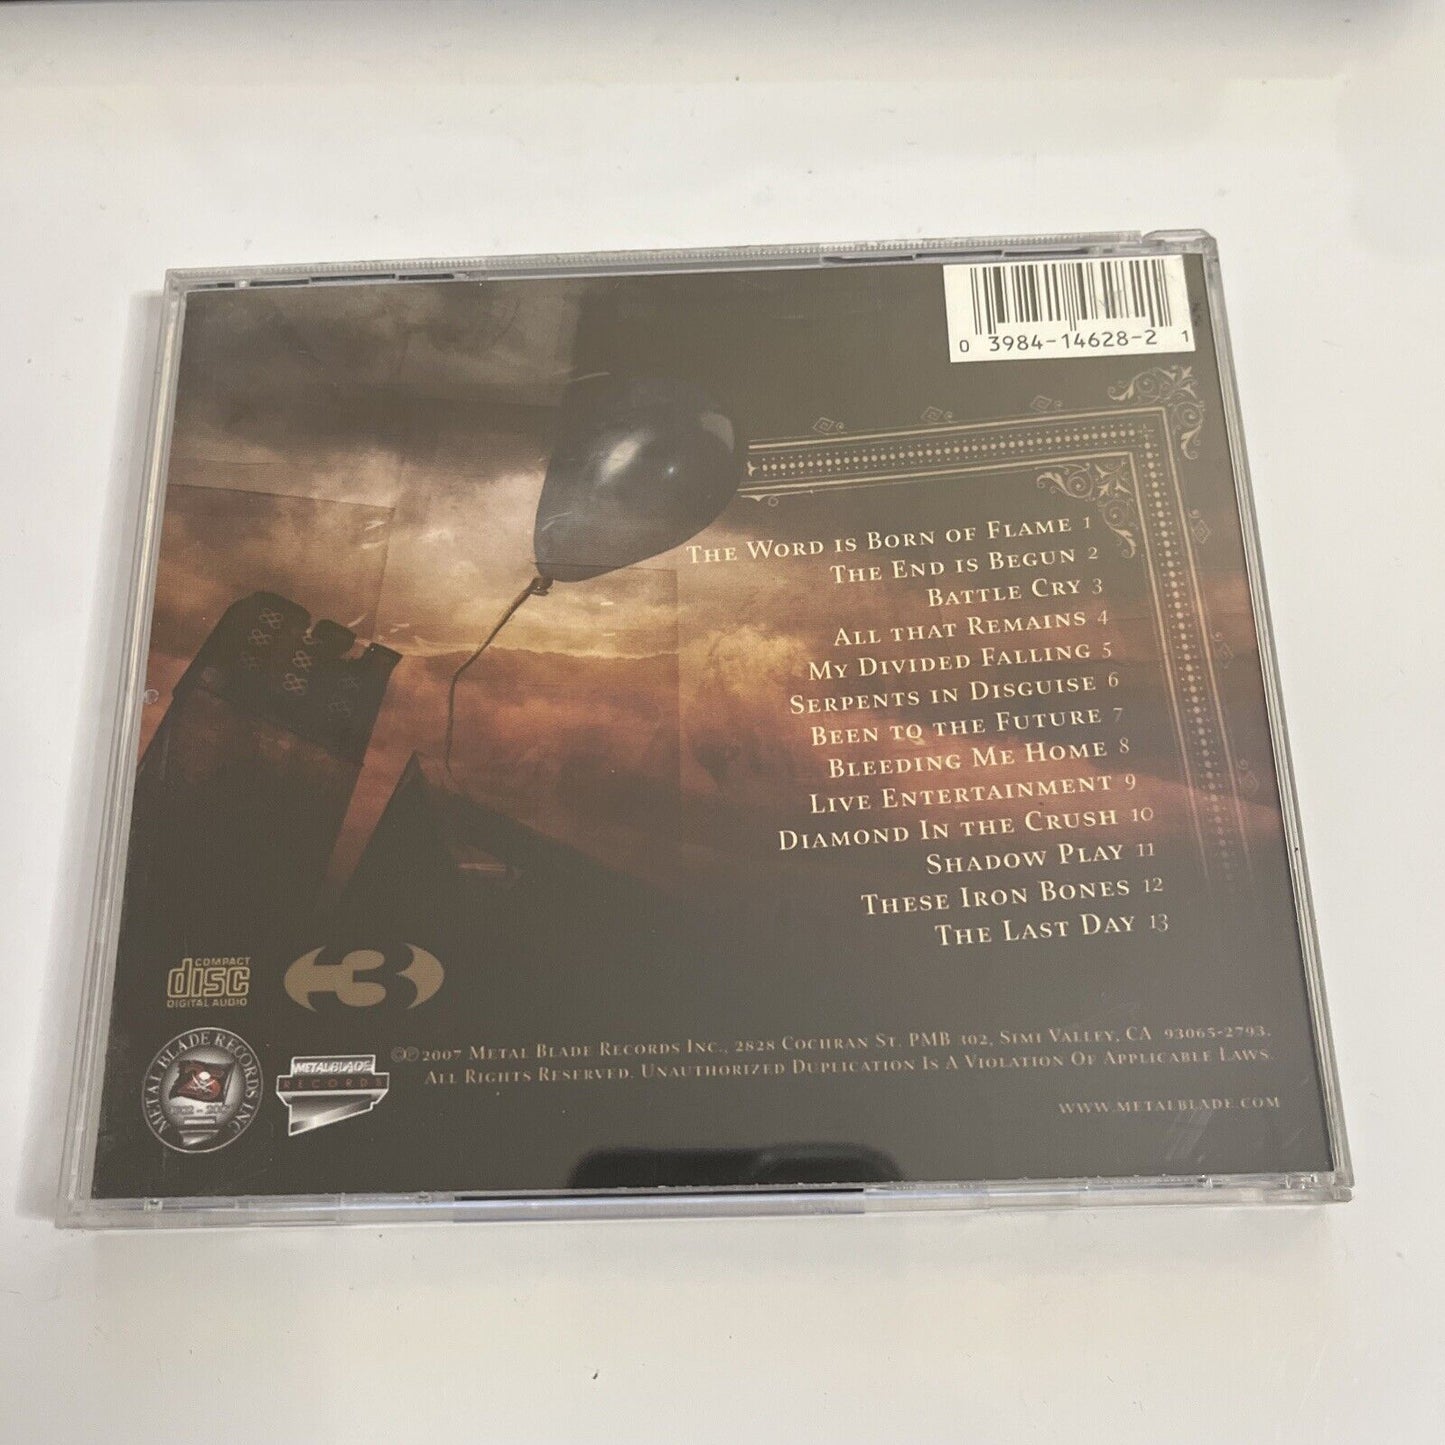 0 3984-14628-2 1
The Word is Born of Flame 1
The End is Begun 2
Battle Cry 3
All that Remains 4
My Divided Falling 5
Serpents in Disguise 6
Been to the Future 7
Bleeding Me Home 8
Live Entertainment 9
Diamond In the Crush 10
Shadow Play 11
These Iron Bones 12
The Last Day 13
COMPACT
disc
DIGITAL AUDIO
3
METAL BLADE RECORDS INC
METALBLADE
RECORDS
©℗2007 Metal Blade Records Inc., 2828 Cochran St. PMB 302, Simi Valley, CA 93065-2793.
All Rights Reserved. Unauthorized Duplication Is A Violation Of Applicable Laws.
www.metalblade.com